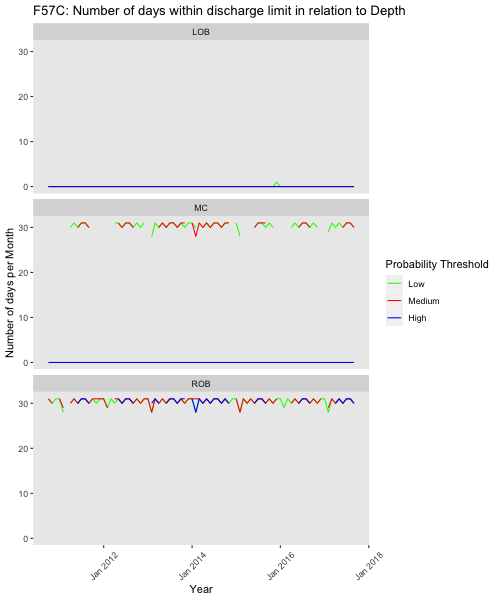 F57C: Number of days within discharge limit in relation to Depth
LOB
30
20
10
0
MC
30
20
10
0
ROB
30
20
10
0
Number of days per Month
Jan 2012
Jan 2014
Jan 2016
Jan 2018
Year
Probability Threshold
Low
Medium
High